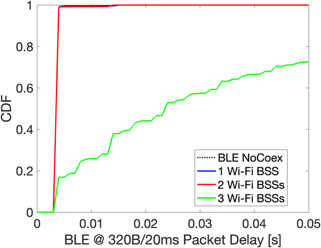 1
0.8
0.6
0.4
0.2
0
CDF
0
0.01
0.02
0.03
0.04
0.05
BLE @ 320B/20ms Packet Delay [s]
BLE NoCoex
1 Wi-Fi BSS
2 Wi-Fi BSSs
3 Wi-Fi BSSs